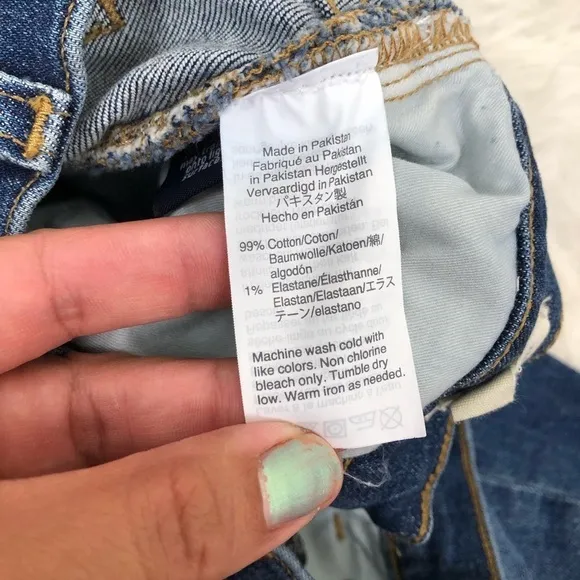 Made in Pakistan
Fabriqué au Pakistan
in Pakistan Hergestellt
Vervaardigd in Pakistan
パキスタン製
Hecho en Pakistán
99% Cotton/Coton/
Baumwolle/Katoen/綿/
algodón
1% Elastane/Élasthanne/
Elastan/Elastaan/エラス
テーン/elastano
Machine wash cold with
like colors. Non chlorine
bleach only. Tumble dry
low. Warm iron as needed.